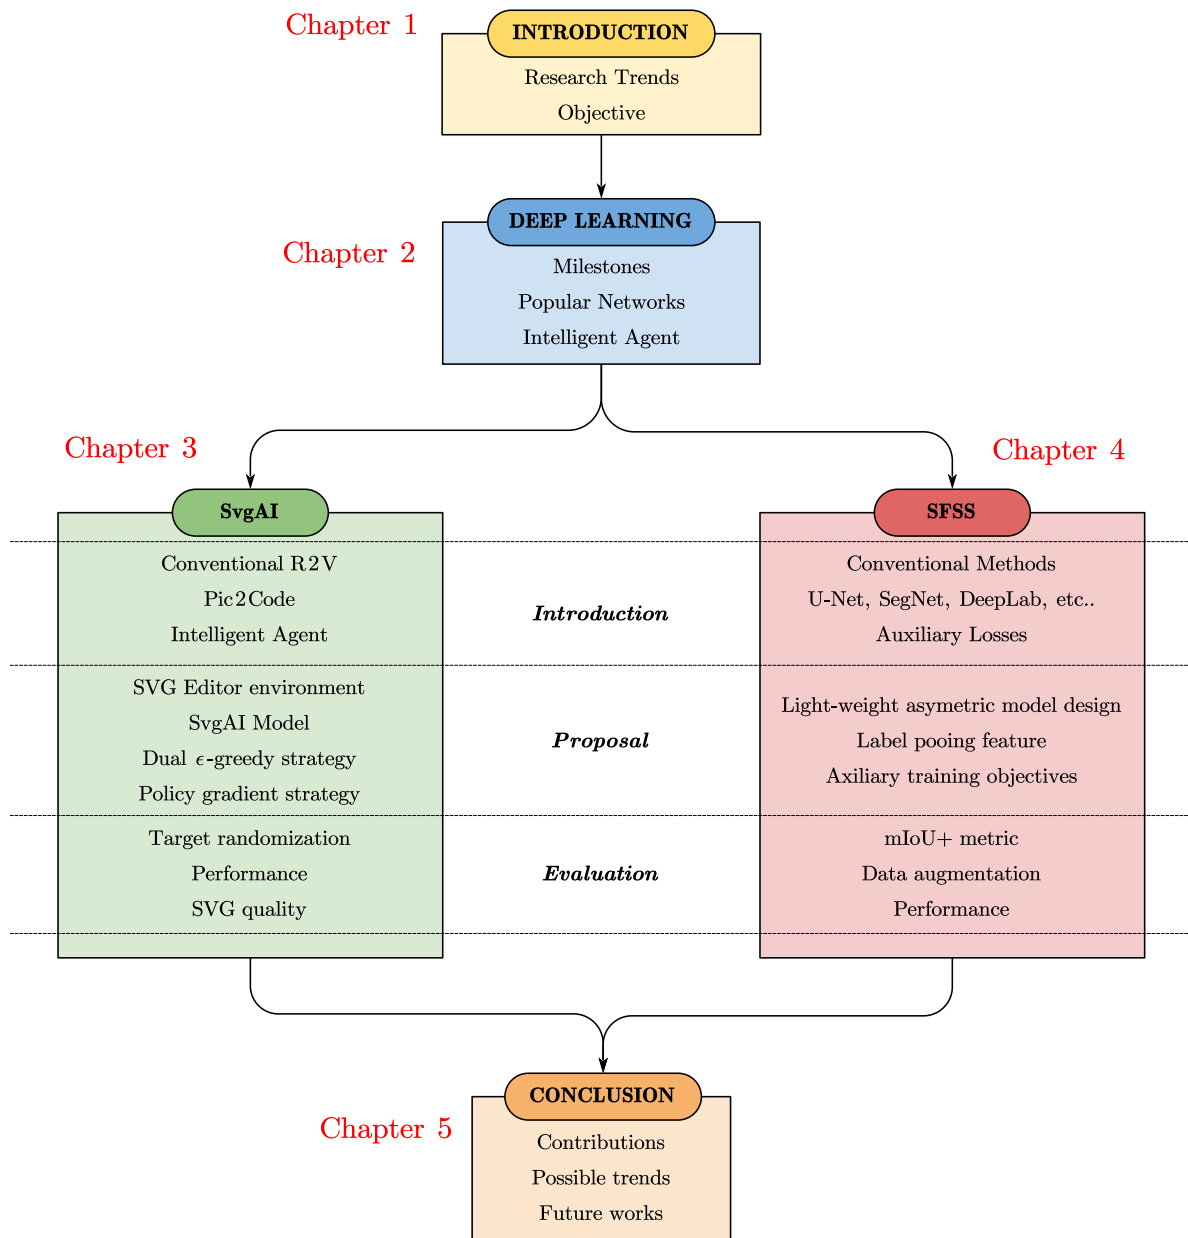 Chapter 1
INTRODUCTION
Research Trends
Objective
Chapter 2
DEEP LEARNING
Milestones
Popular Networks
Intelligent Agent
Chapter 3
SvgAI
Conventional R2V
Pic2Code
Intelligent Agent
SVG Editor environment
SvgAI Model
Dual ϵ-greedy strategy
Policy gradient strategy
Target randomization
Performance
SVG quality
Introduction
Proposal
Evaluation
Chapter 4
SFSS
Conventional Methods
U-Net, SegNet, DeepLab, etc..
Auxiliary Losses
Light-weight asymetric model design
Label pooing feature
Axiliary training objectives
mIoU+ metric
Data augmentation
Performance
Chapter 5
CONCLUSION
Contributions
Possible trends
Future works